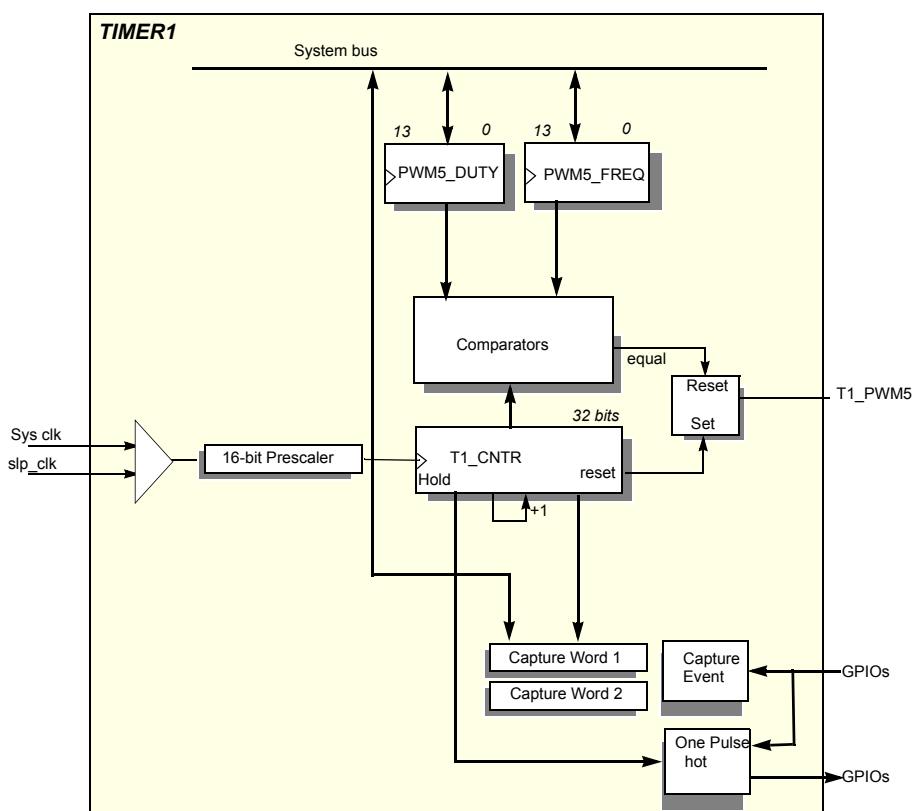 TIMER1
System bus
13 0 13 0
PWM5_DUTY PWM5_FREQ
Comparators
equal
Reset
Set
T1_PWM5
32 bits
Sys clk
slp_clk
16-bit Prescaler
T1_CNTR
Hold
reset
+1
Capture Word 1
Capture Word 2
Capture
Event
GPIOs
One Pulse
hot
GPIOs